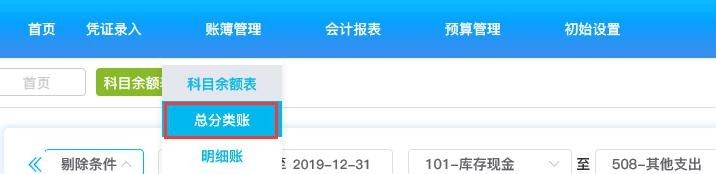 首页 凭证录入 账簿管理 会计报表 预算管理 初始设置
首页 科目余额
科目余额表
总分类账
明细账
剔除条件 至 2019-12-31 101-库存现金 至 508-其他支出